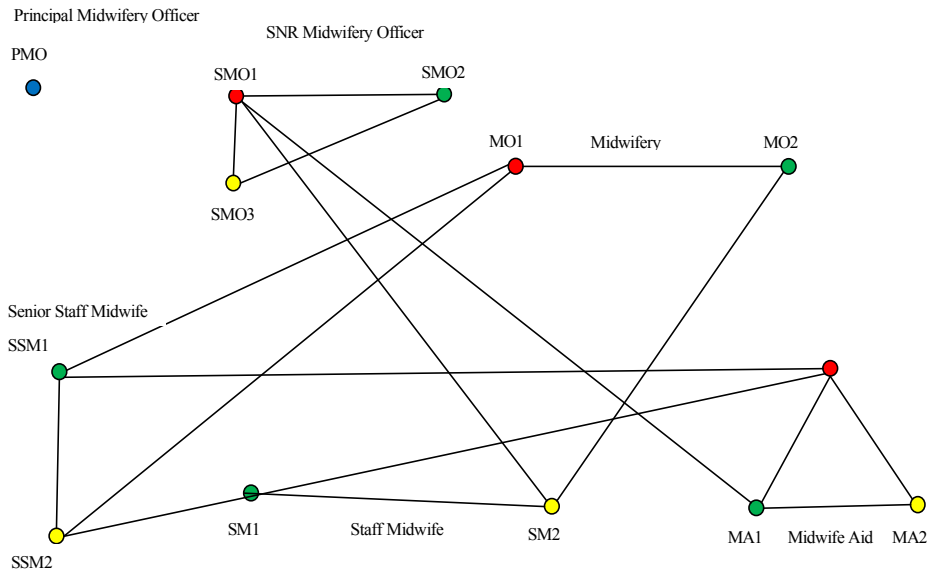 Principal Midwifery Officer
SNR Midwifery Officer
PMO
SMO1
SMO2
MO1
Midwifery
MO2
SMO3
Senior Staff Midwife
SSM1
SM1
Staff Midwife
SM2
MA1
Midwife Aid
MA2
SSM2